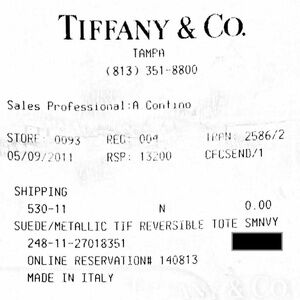 TIFFANY & CO.
TAMPA
(813) 351-8800
Sales Professional:A Contino
STORE: 0093 REG: 004 TRAN: 2586/2
05/09/2011 RSP: 13200 CFCSEND/1
SHIPPING
530-11 N 0.00
SUEDE/METALLIC TIF REVERSIBLE TOTE SMNVY
248-11-27018351
ONLINE RESERVATION# 140813
MADE IN ITALY